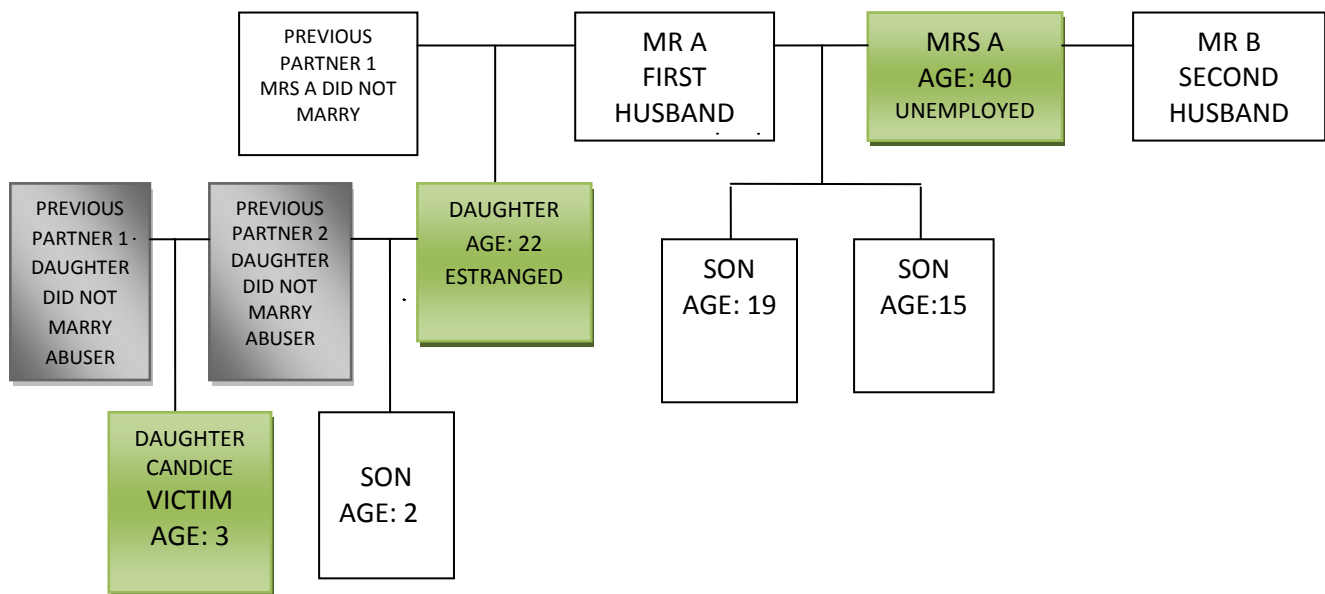 PREVIOUS
PARTNER 1
MRS A DID NOT
MARRY
MR A
FIRST
HUSBAND
MRS A
AGE: 40
UNEMPLOYED
MR B
SECOND
HUSBAND
PREVIOUS
PARTNER 1
DAUGHTER
DID NOT
MARRY
ABUSER
PREVIOUS
PARTNER 2
DAUGHTER
DID NOT
MARRY
ABUSER
DAUGHTER
AGE: 22
ESTRANGED
SON
AGE: 19
SON
AGE:15
DAUGHTER
CANDICE
VICTIM
AGE: 3
SON
AGE: 2